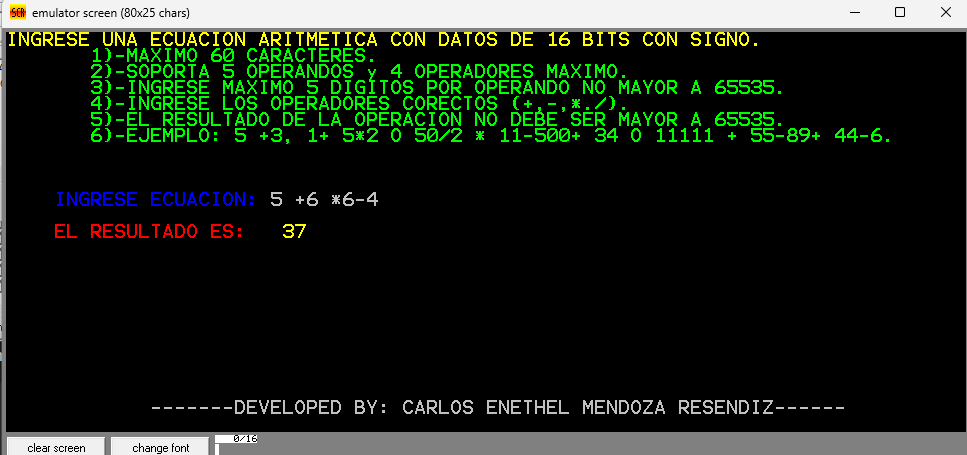 emulator screen (80x25 chars)
INGRESE UNA ECUACION ARITMETICA CON DATOS DE 16 BITS CON SIGNO.
1)-MAXIMO 60 CARACTERES.
2)-SOPORTA 5 OPERANDOS y 4 OPERADORES MAXIMO.
3)-INGRESE MAXIMO 5 DIGITOS POR OPERANDO NO MAYOR A 65535.
4)-INGRESE LOS OPERADORES CORECTOS (+,-,*./).
5)-EL RESULTADO DE LA OPERACION NO DEBE SER MAYOR A 65535.
6)-EJEMPLO: 5 +3, 1+ 5*2 O 50/2 * 11-500+ 34 O 11111 + 55-89+ 44-6.
INGRESE ECUACION: 5 +6 *6-4
EL RESULTADO ES: 37
-------DEVELOPED BY: CARLOS ENETHEL MENDOZA RESENDIZ------
clear screen change font 0/16